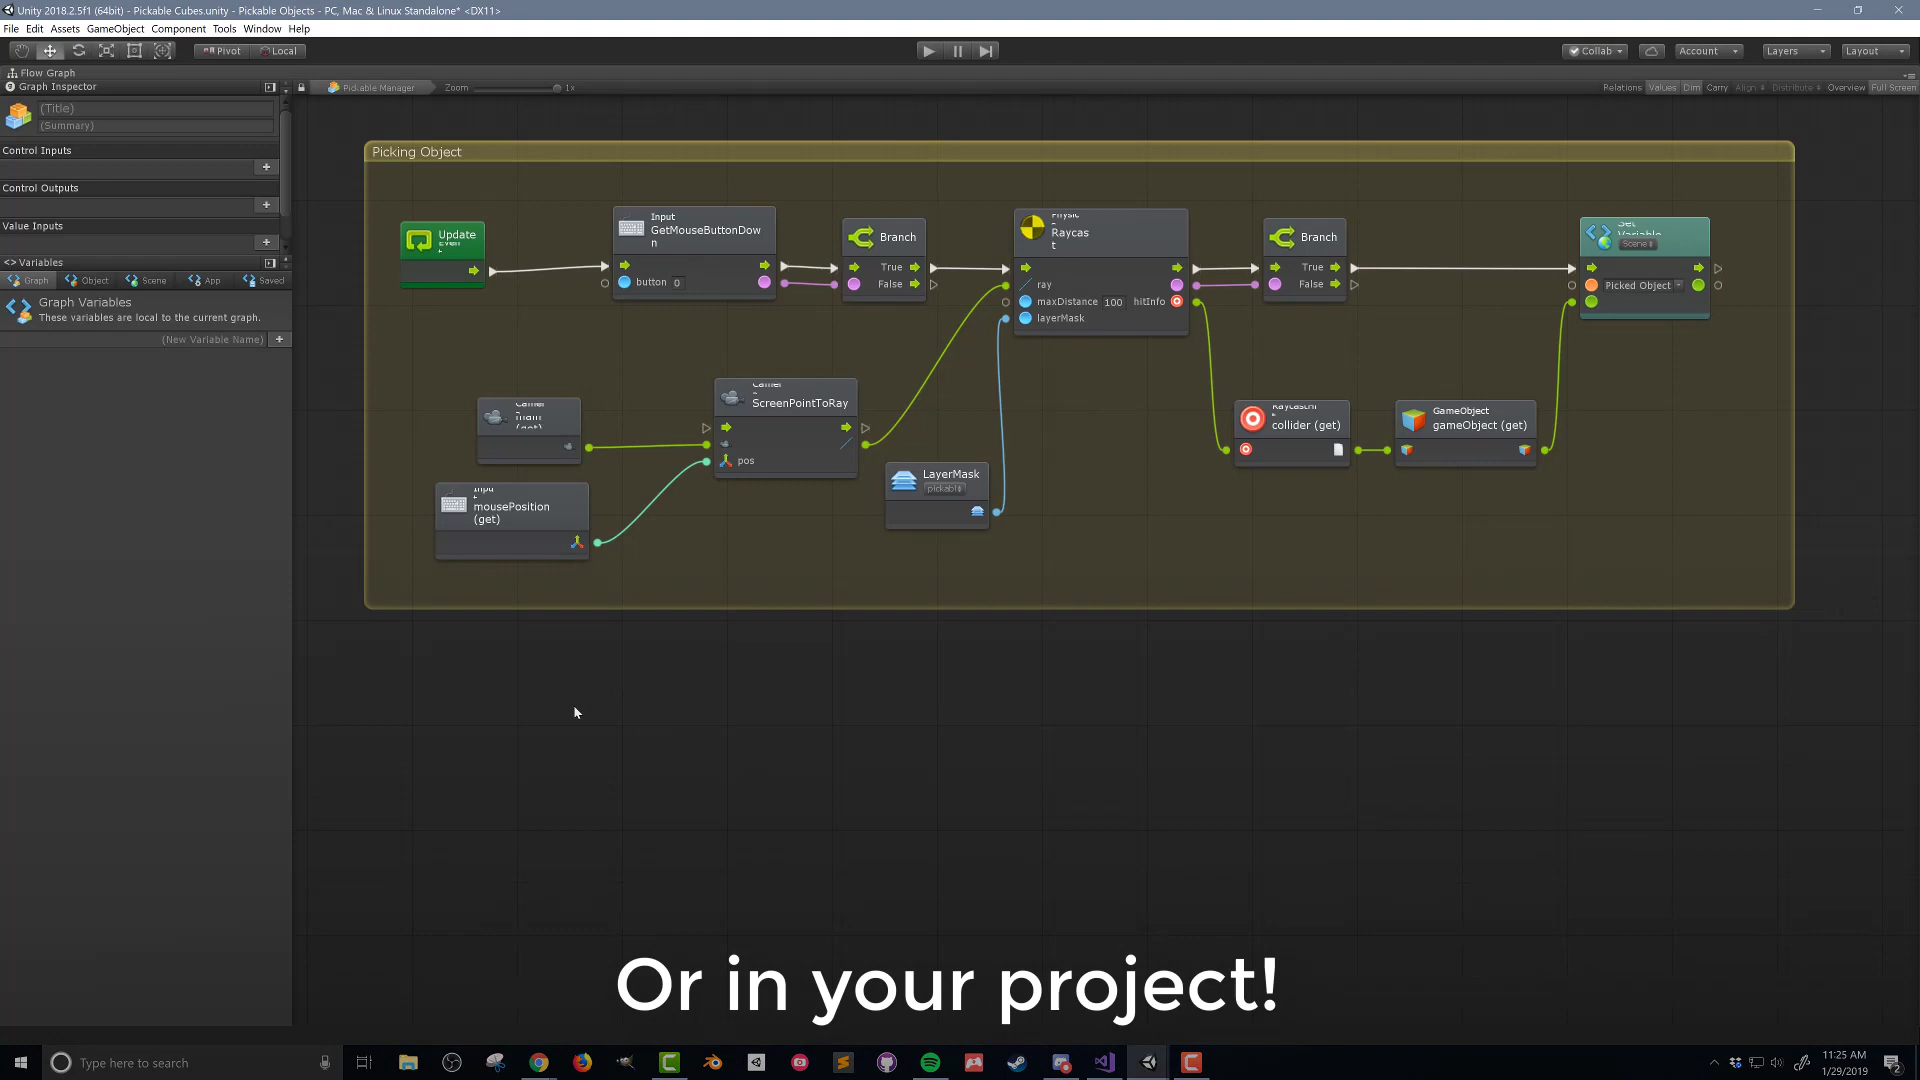 Unity 2018.2.5f1 (64bit) - Pickable Cubes.unity - Pickable Objects - PC, Mac & Linux Standalone* <DX11>
File Edit Assets GameObject Component Tools Window Help
Pivot Local Collab Account Layers Layout
Flow Graph
Graph Inspector
Pickable Manager Zoom 1x Relations Values Dim Carry Align Distribute Overview Full Screen
(Title)
(Summary)
Control Inputs
Control Outputs
Value Inputs
<> Variables
Graph Object Scene App Saved
Graph Variables
These variables are local to the current graph.
(New Variable Name)
Picking Object
Update
Input
GetMouseButtonDow
n
button 0
Branch
True
False
Raycas
t
ray
maxDistance 100 hitInfo
layerMask
Branch
True
False
Set
Variable
Scene
Picked Object
(get)
ScreenPointToRay
pos
mousePosition
(get)
LayerMask
pickabl
collider (get)
GameObject
gameObject (get)
Or in your project!
Type here to search
11:25 AM
1/29/2019
2